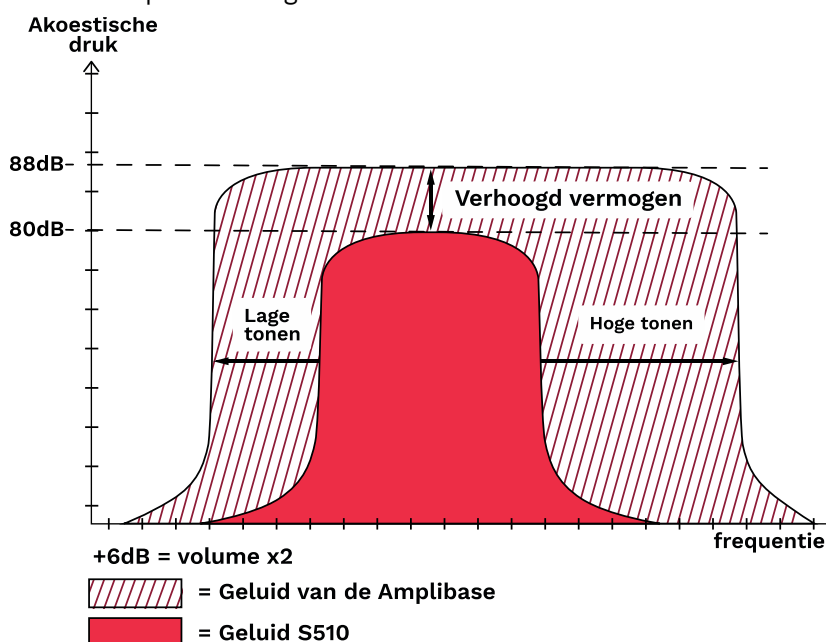 Akoestische
druk
88dB
Verhoogd vermogen
80dB
Lage
tonen
Hoge tonen
frequentie
+6dB = volume x2
= Geluid van de Amplibase
= Geluid S510